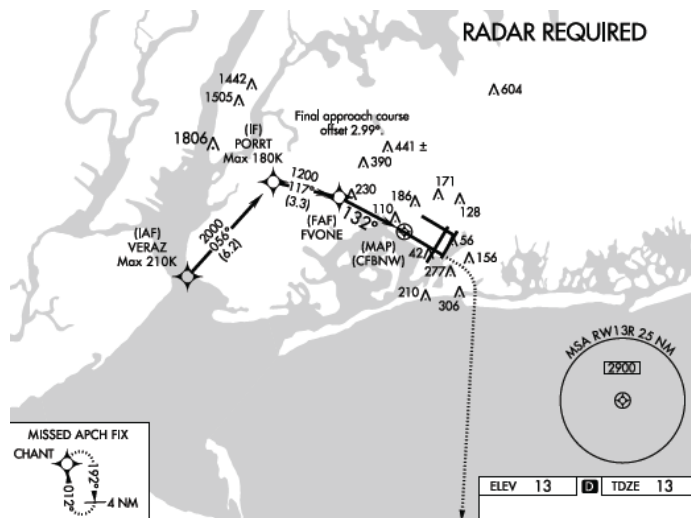 RADAR REQUIRED
1442
1505
604
Final approach course
offset 2.99°
1806
(IF)
PORRT
Max 180K
441 ±
390
1200
117°
(3.3)
230
186
171
128
110
132°
(FAF)
FVONE
(IAF)
VERAZ
Max 210K
2000
056°
(6.2)
(MAP)
(CFBNW)
42
56
156
277
210
306
MSA RW13R 25 NM
2900
MISSED APCH FIX
CHANT
192°
012°
4 NM
ELEV 13 D TDZE 13